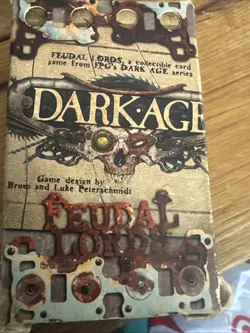 FEUDAL LORDS, a collectible card
game from FPG's DARK AGE series
DARK·AGE
Game design by
Brom and Luke Peterschmidt
FEUDAL
LORDS